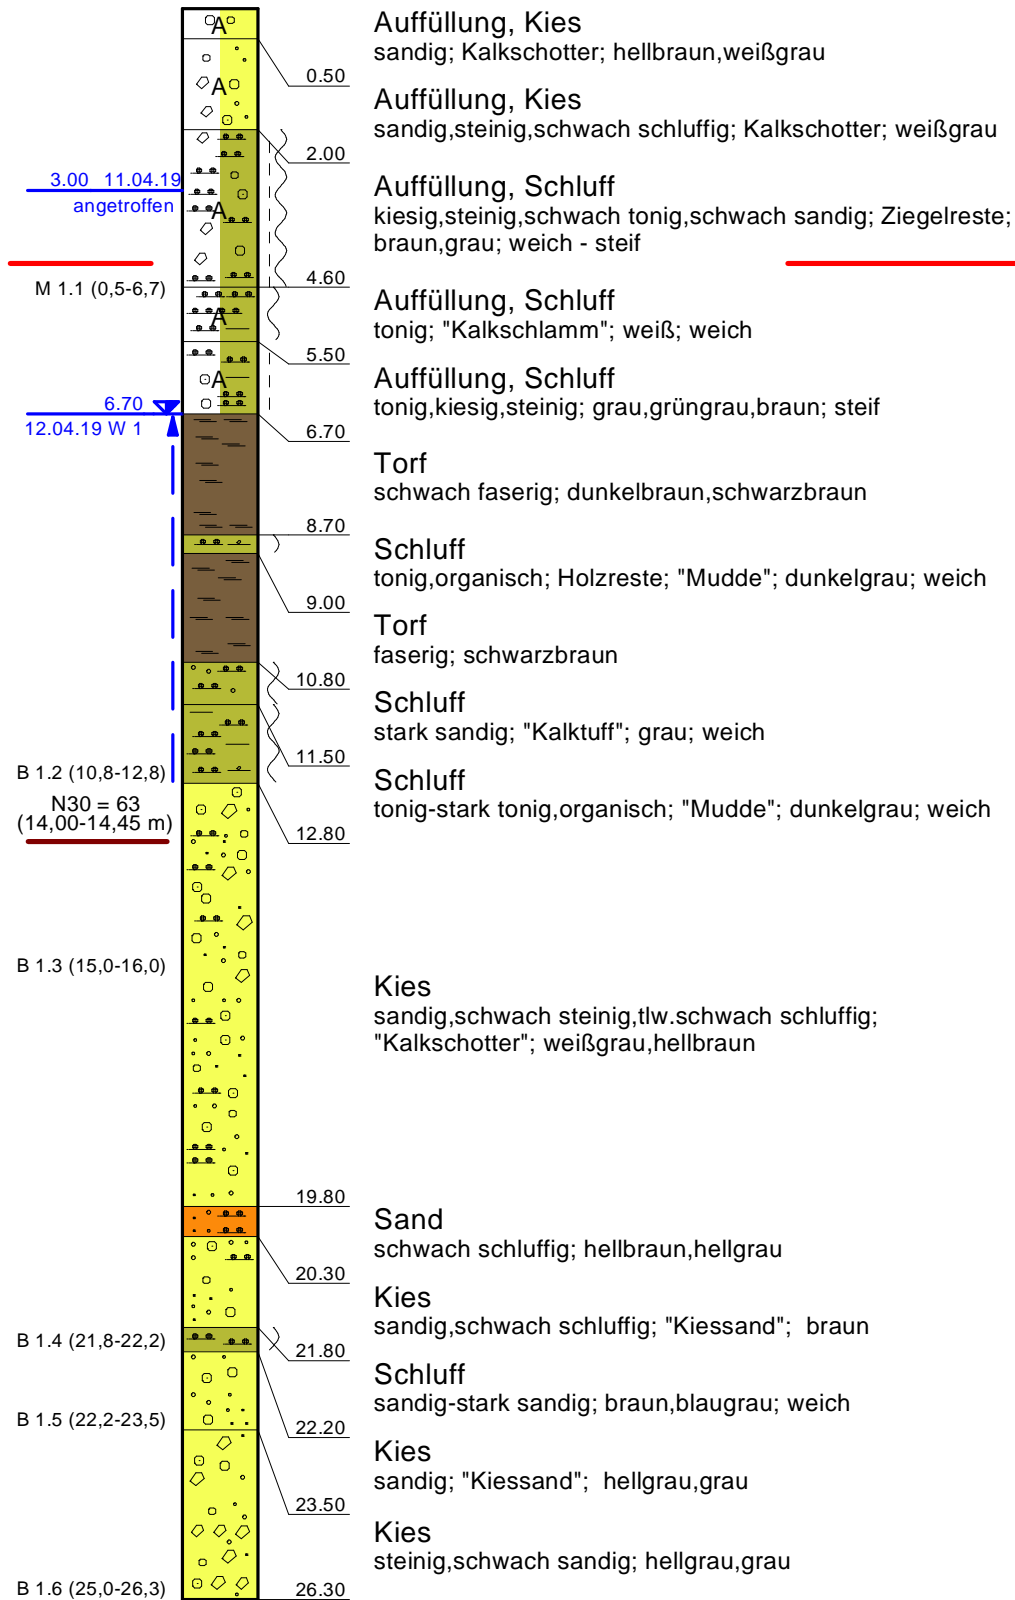 A
Auffüllung, Kies
sandig; Kalkschotter; hellbraun,weißgrau
0.50
A
Auffüllung, Kies
sandig,steinig,schwach schluffig; Kalkschotter; weißgrau
2.00
3.00 11.04.19
angetroffen
A
Auffüllung, Schluff
kiesig,steinig,schwach tonig,schwach sandig; Ziegelreste;
braun,grau; weich - steif
4.60
M 1.1 (0,5-6,7)
A
Auffüllung, Schluff
tonig; "Kalkschlamm"; weiß; weich
5.50
A
Auffüllung, Schluff
tonig,kiesig,steinig; grau,grüngrau,braun; steif
6.70
12.04.19 W 1
6.70
Torf
schwach faserig; dunkelbraun,schwarzbraun
8.70
Schluff
tonig,organisch; Holzreste; "Mudde"; dunkelgrau; weich
9.00
Torf
faserig; schwarzbraun
10.80
Schluff
stark sandig; "Kalktuff"; grau; weich
11.50
B 1.2 (10,8-12,8)
Schluff
tonig-stark tonig,organisch; "Mudde"; dunkelgrau; weich
N30 = 63
(14,00-14,45 m)
12.80
B 1.3 (15,0-16,0)
Kies
sandig,schwach steinig,tlw.schwach schluffig;
"Kalkschotter"; weißgrau,hellbraun
19.80
Sand
schwach schluffig; hellbraun,hellgrau
20.30
Kies
sandig,schwach schluffig; "Kiessand"; braun
B 1.4 (21,8-22,2)
21.80
Schluff
sandig-stark sandig; braun,blaugrau; weich
B 1.5 (22,2-23,5)
22.20
Kies
sandig; "Kiessand"; hellgrau,grau
23.50
Kies
steinig,schwach sandig; hellgrau,grau
B 1.6 (25,0-26,3)
26.30